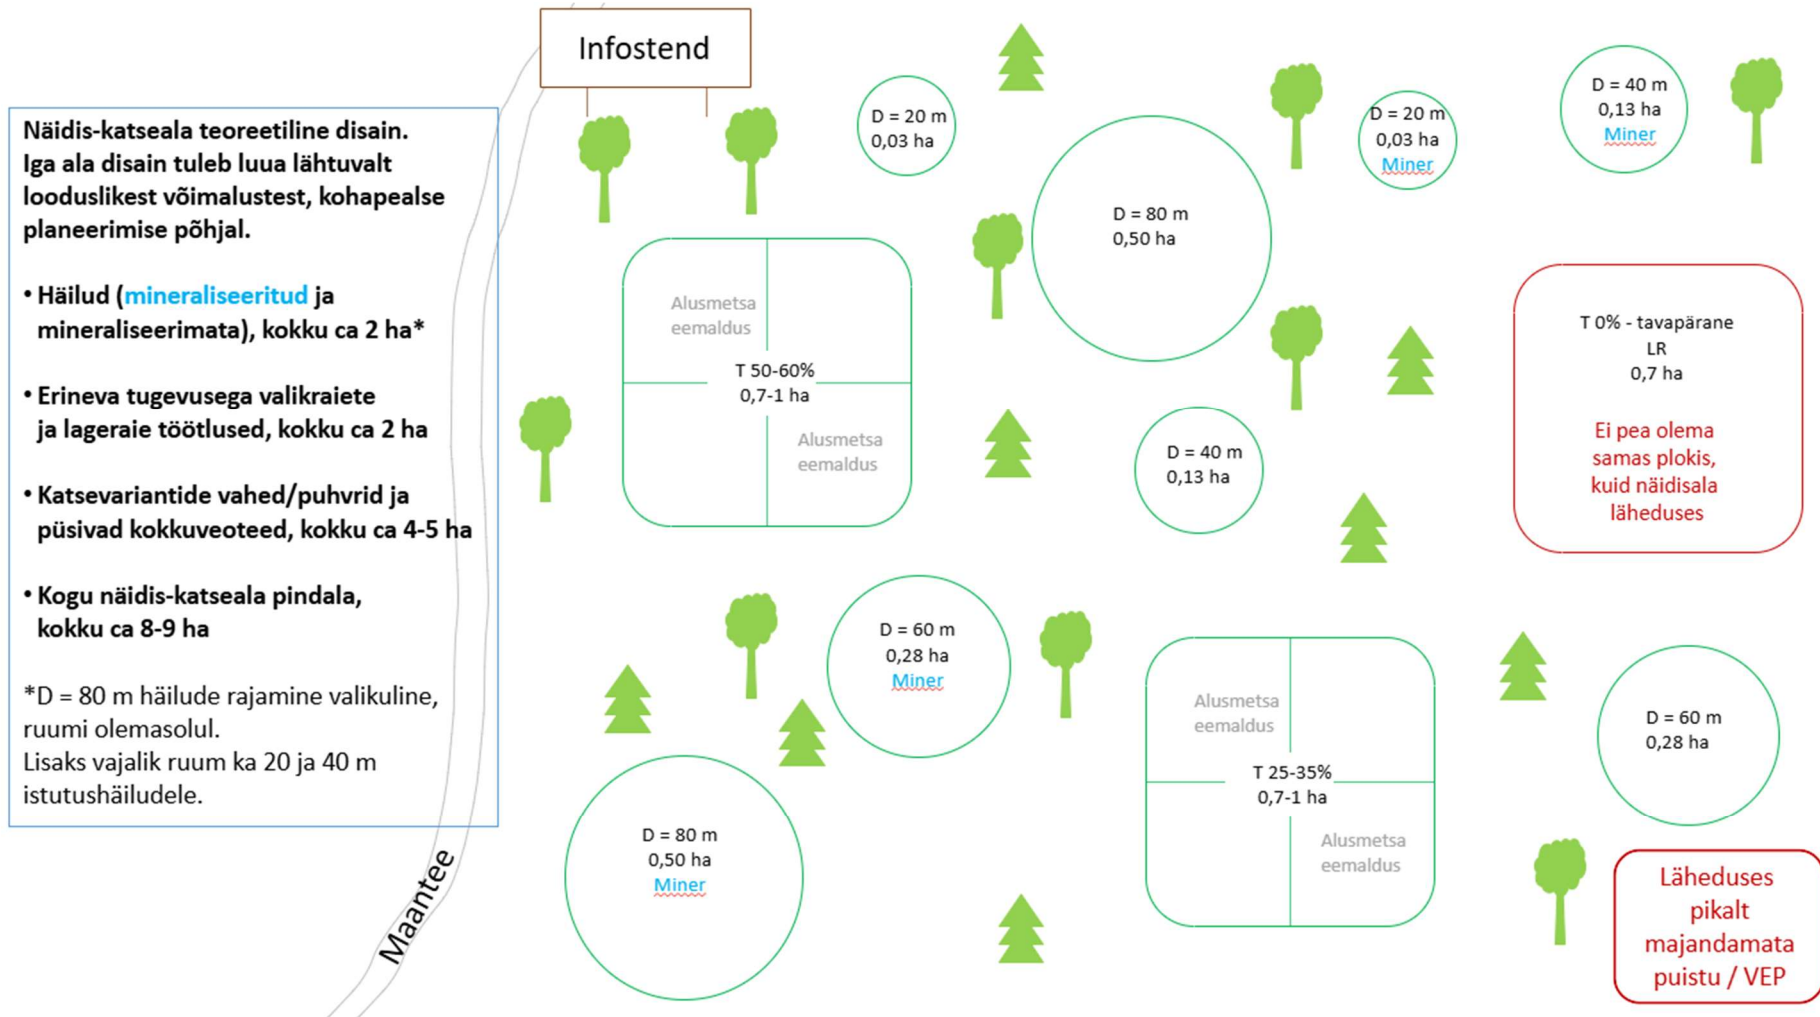 Infostend
Näidis-katseala teoreetiline disain.
Iga ala disain tuleb luua lähtuvalt
looduslikest võimalustest, kohapealse
planeerimise põhjal.
• Häilud (mineraliseeritud ja
mineraliseerimata), kokku ca 2 ha*
• Erineva tugevusega valikraiete
ja lageraie töötlused, kokku ca 2 ha
• Katsevariantide vahed/puhvrid ja
püsivad kokkuveoteed, kokku ca 4-5 ha
• Kogu näidis-katseala pindala,
kokku ca 8-9 ha
*D = 80 m häilude rajamine valikuline,
ruumi olemasolul.
Lisaks vajalik ruum ka 20 ja 40 m
istutushäiludele.
Maantee
D = 20 m
0,03 ha
D = 80 m
0,50 ha
D = 20 m
0,03 ha
Miner
D = 40 m
0,13 ha
Miner
Alusmetsa
eemaldus
T 50-60%
0,7-1 ha
Alusmetsa
eemaldus
D = 40 m
0,13 ha
T 0% - tavapärane
LR
0,7 ha
Ei pea olema
samas plokis,
kuid näidisala
läheduses
D = 60 m
0,28 ha
Miner
D = 80 m
0,50 ha
Miner
Alusmetsa
eemaldus
T 25-35%
0,7-1 ha
Alusmetsa
eemaldus
D = 60 m
0,28 ha
Läheduses
pikalt
majandamata
puistu / VEP